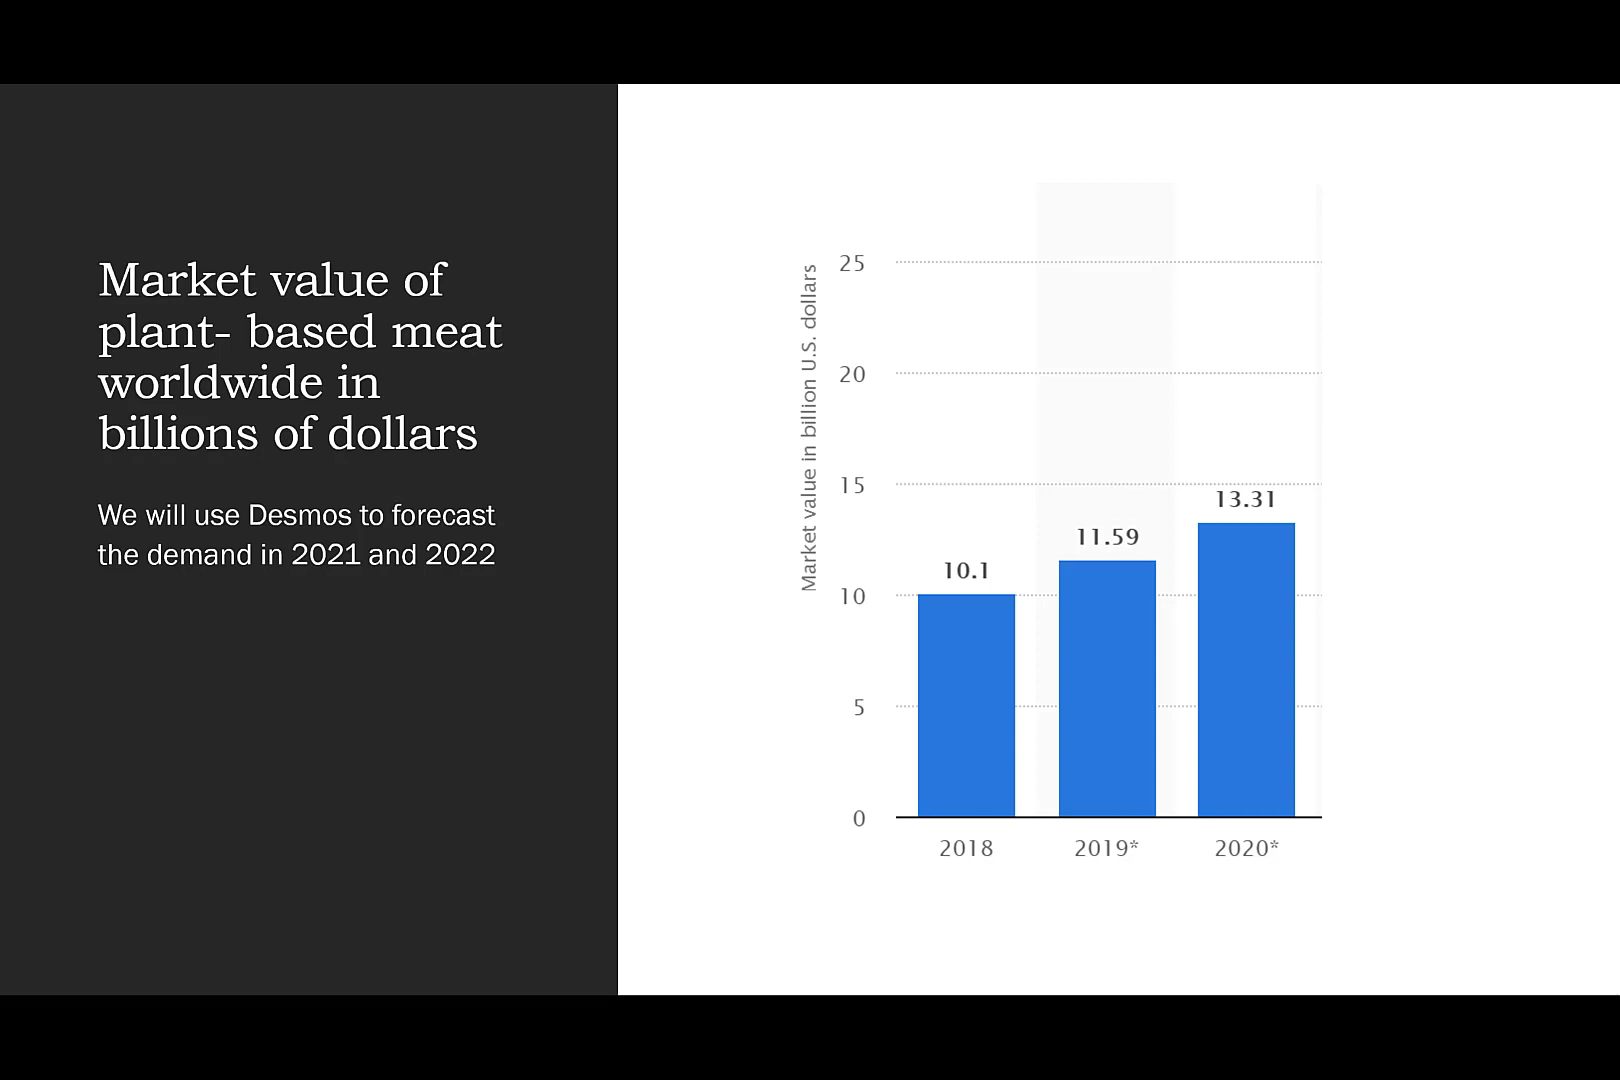 Market value of
plant- based meat
worldwide in
billions of dollars
We will use Desmos to forecast
the demand in 2021 and 2022
Market value in billion U.S. dollars
25
20
15
10
5
0
10.1
11.59
13.31
2018
2019*
2020*